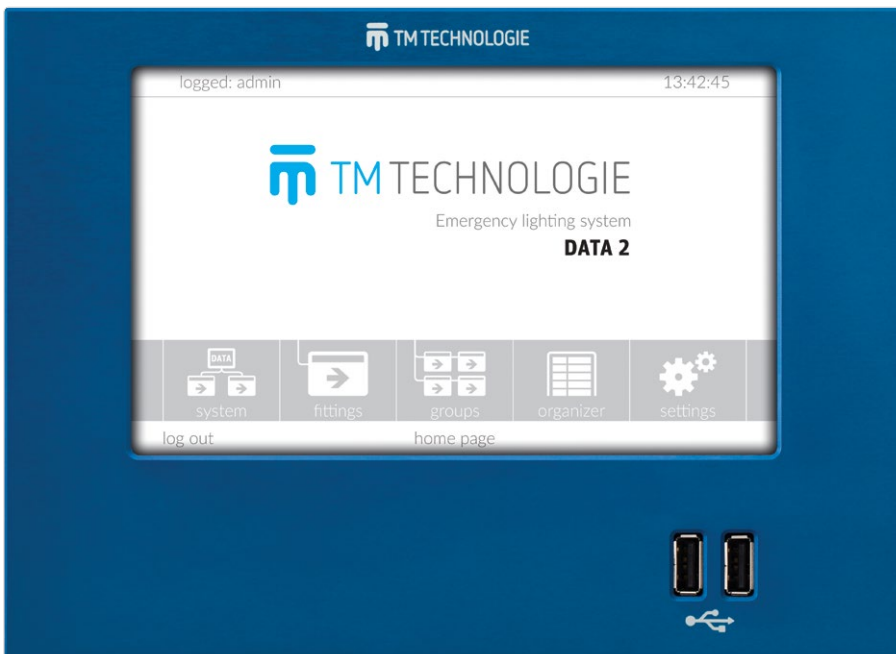 TM TECHNOLOGIE
logged: admin 13:42:45
TM TECHNOLOGIE
Emergency lighting system
DATA 2
DATA
system fittings groups organizer settings
log out home page